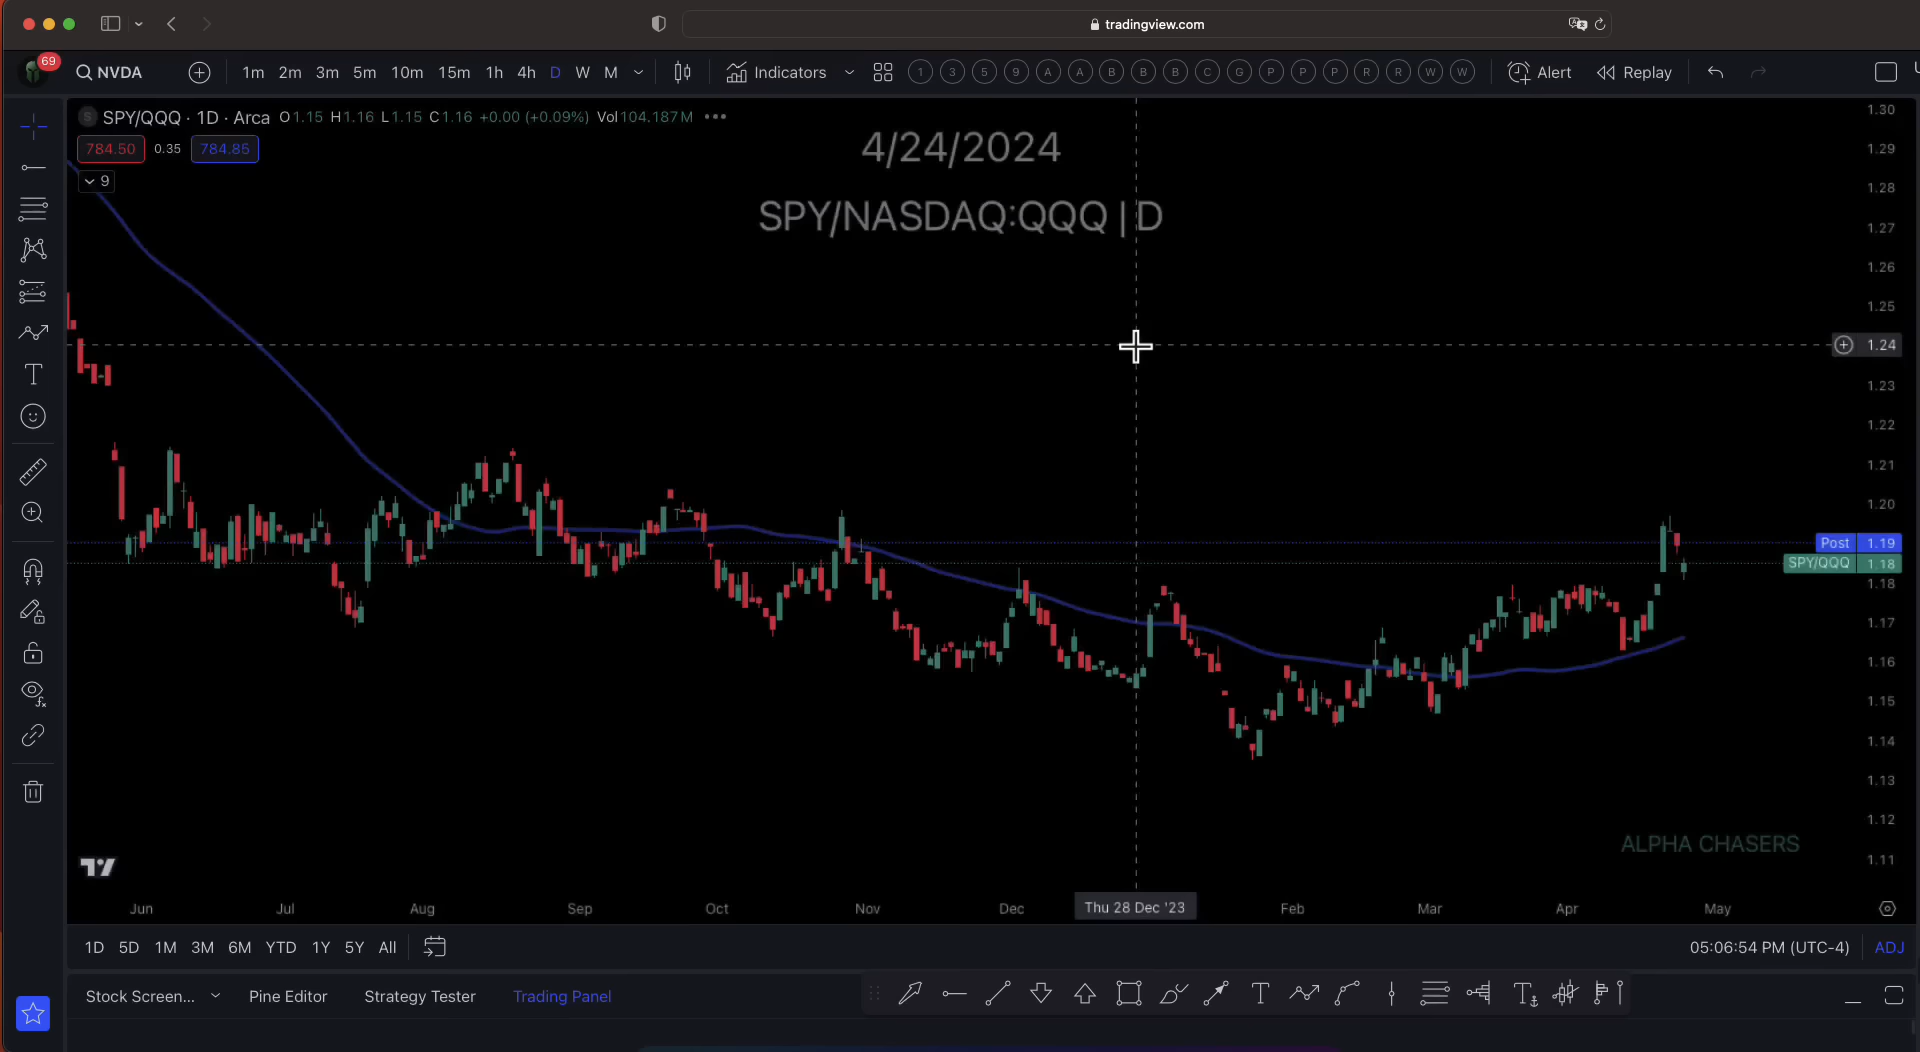 tradingview.com
69
NVDA 1m 2m 3m 5m 10m 15m 1h 4h D W M Indicators 1 3 5 9 A A B B B C G P P P R R W W Alert Replay
S SPY/QQQ · 1D · Arca O1.15 H1.16 L1.15 C1.16 +0.00 (+0.09%) Vol104.187M
784.50 0.35 784.85
9
4/24/2024
SPY/NASDAQ:QQQ | D
1.30
1.29
1.28
1.27
1.26
1.25
1.24
1.23
1.22
1.21
1.20
Post 1.19
SPY/QQQ 1.18
1.18
1.17
1.16
1.15
1.14
1.13
1.12
1.11
ALPHA CHASERS
Jun Jul Aug Sep Oct Nov Dec Thu 28 Dec '23 Feb Mar Apr May
1D 5D 1M 3M 6M YTD 1Y 5Y All 05:06:54 PM (UTC-4) ADJ
Stock Screen... Pine Editor Strategy Tester Trading Panel